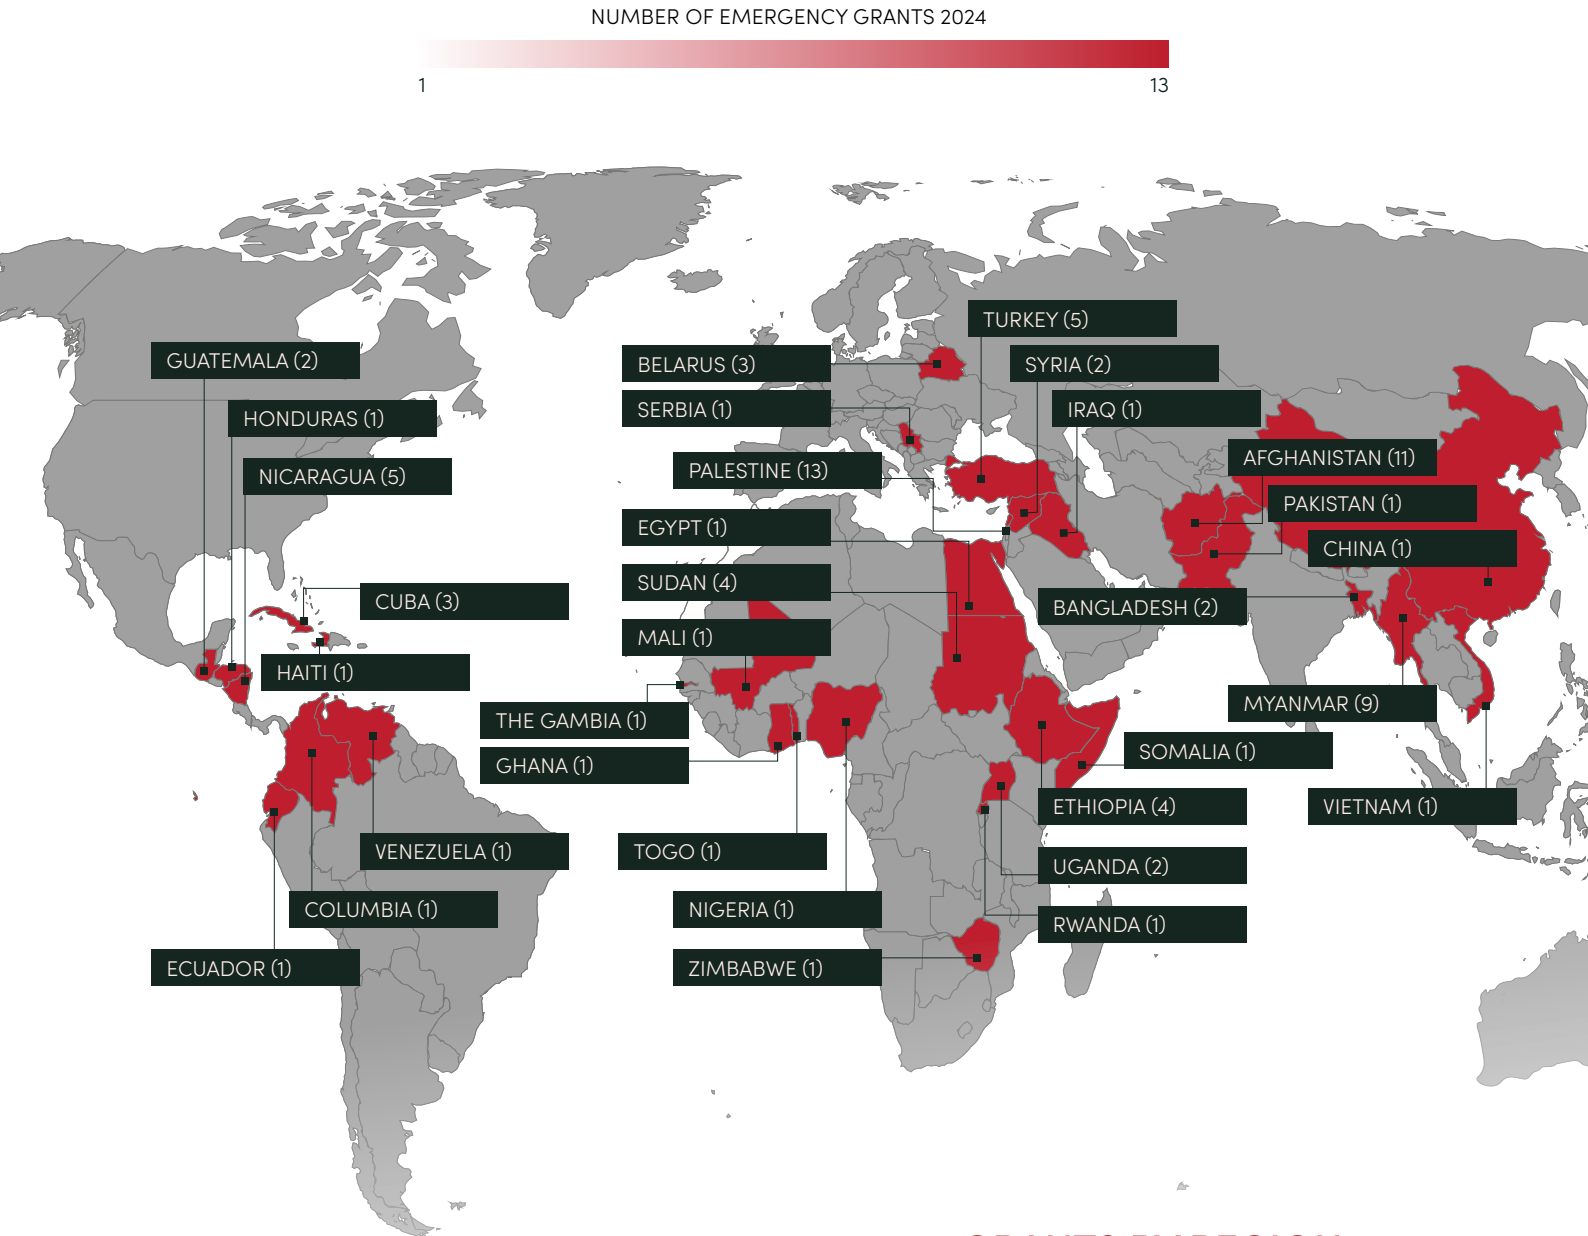 NUMBER OF EMERGENCY GRANTS 2024
1
13
TURKEY (5)
GUATEMALA (2)
BELARUS (3)
SYRIA (2)
HONDURAS (1)
SERBIA (1)
IRAQ (1)
AFGHANISTAN (11)
NICARAGUA (5)
PALESTINE (13)
PAKISTAN (1)
EGYPT (1)
CHINA (1)
SUDAN (4)
CUBA (3)
BANGLADESH (2)
MALI (1)
HAITI (1)
MYANMAR (9)
THE GAMBIA (1)
SOMALIA (1)
GHANA (1)
ETHIOPIA (4)
VIETNAM (1)
VENEZUELA (1)
TOGO (1)
UGANDA (2)
COLUMBIA (1)
NIGERIA (1)
RWANDA (1)
ECUADOR (1)
ZIMBABWE (1)